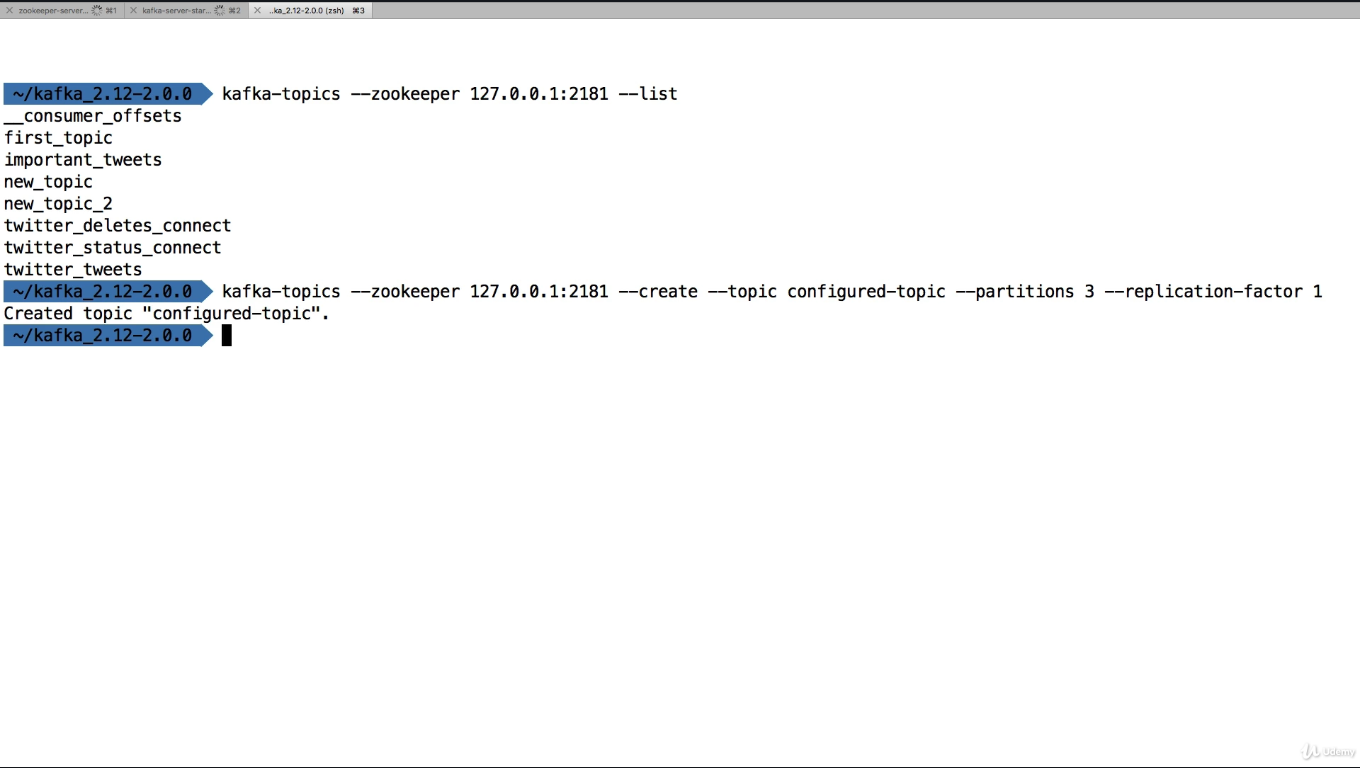 zookeeper-server... ⌘1 kafka-server-star... ⌘2 ..ka_2.12-2.0.0 (zsh) ⌘3
~/kafka_2.12-2.0.0 kafka-topics --zookeeper 127.0.0.1:2181 --list
__consumer_offsets
first_topic
important_tweets
new_topic
new_topic_2
twitter_deletes_connect
twitter_status_connect
twitter_tweets
~/kafka_2.12-2.0.0 kafka-topics --zookeeper 127.0.0.1:2181 --create --topic configured-topic --partitions 3 --replication-factor 1
Created topic "configured-topic".
~/kafka_2.12-2.0.0
Udemy